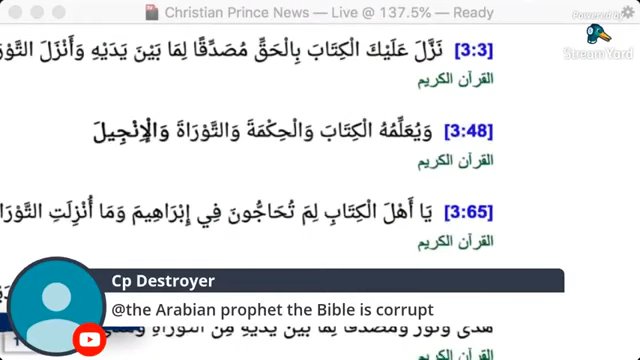 Christian Prince News — Live @ 137.5% — Ready
Powered by
StreamYard
[3:3] نَزَّلَ عَلَيْكَ الْكِتَابَ بِالْحَقِّ مُصَدِّقًا لِمَا بَيْنَ يَدَيْهِ وَأَنْزَلَ
القرآن الكريم
[3:48] وَيُعَلِّمُهُ الْكِتَابَ وَالْحِكْمَةَ وَالتَّوْرَاةَ وَالْإِنْجِيلَ
القرآن الكريم
[3:65] يَا أَهْلَ الْكِتَابِ لِمَ تُحَاجُّونَ فِي إِبْرَاهِيمَ وَمَا أُنْزِلَتِ
القرآن الكريم
Cp Destroyer
@the Arabian prophet the Bible is corrupt
القرآن الكريم